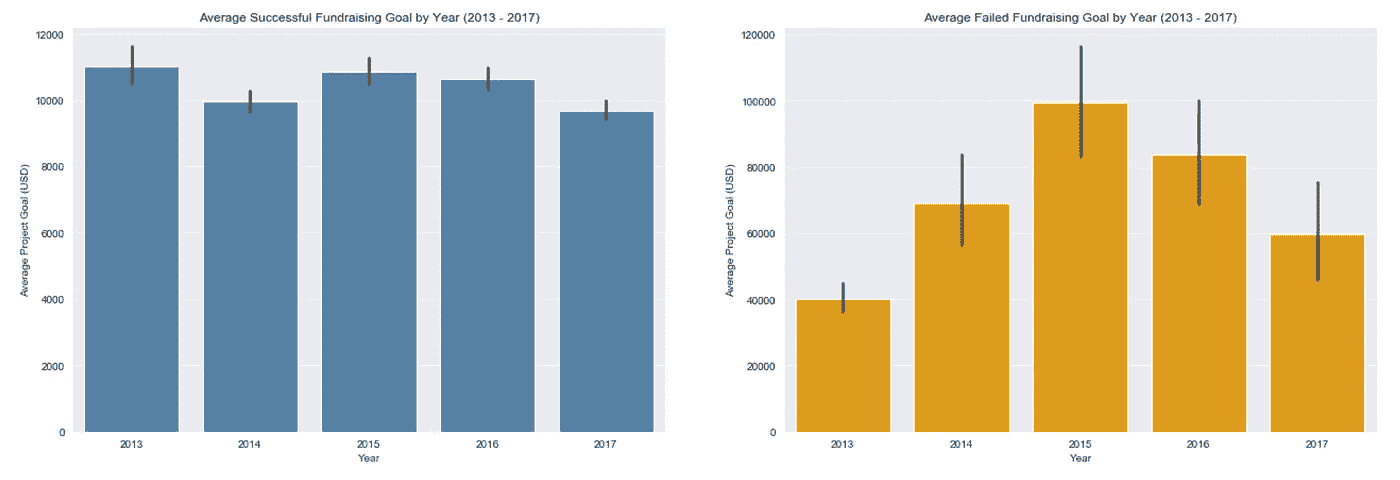 Average Successful Fundraising Goal by Year (2013 - 2017)
12000
10000
8000
6000
4000
2000
0
Average Project Goal (USD)
2013 2014 2015 2016 2017
Year
Average Failed Fundraising Goal by Year (2013 - 2017)
120000
100000
80000
60000
40000
20000
0
Average Project Goal (USD)
2013 2014 2015 2016 2017
Year